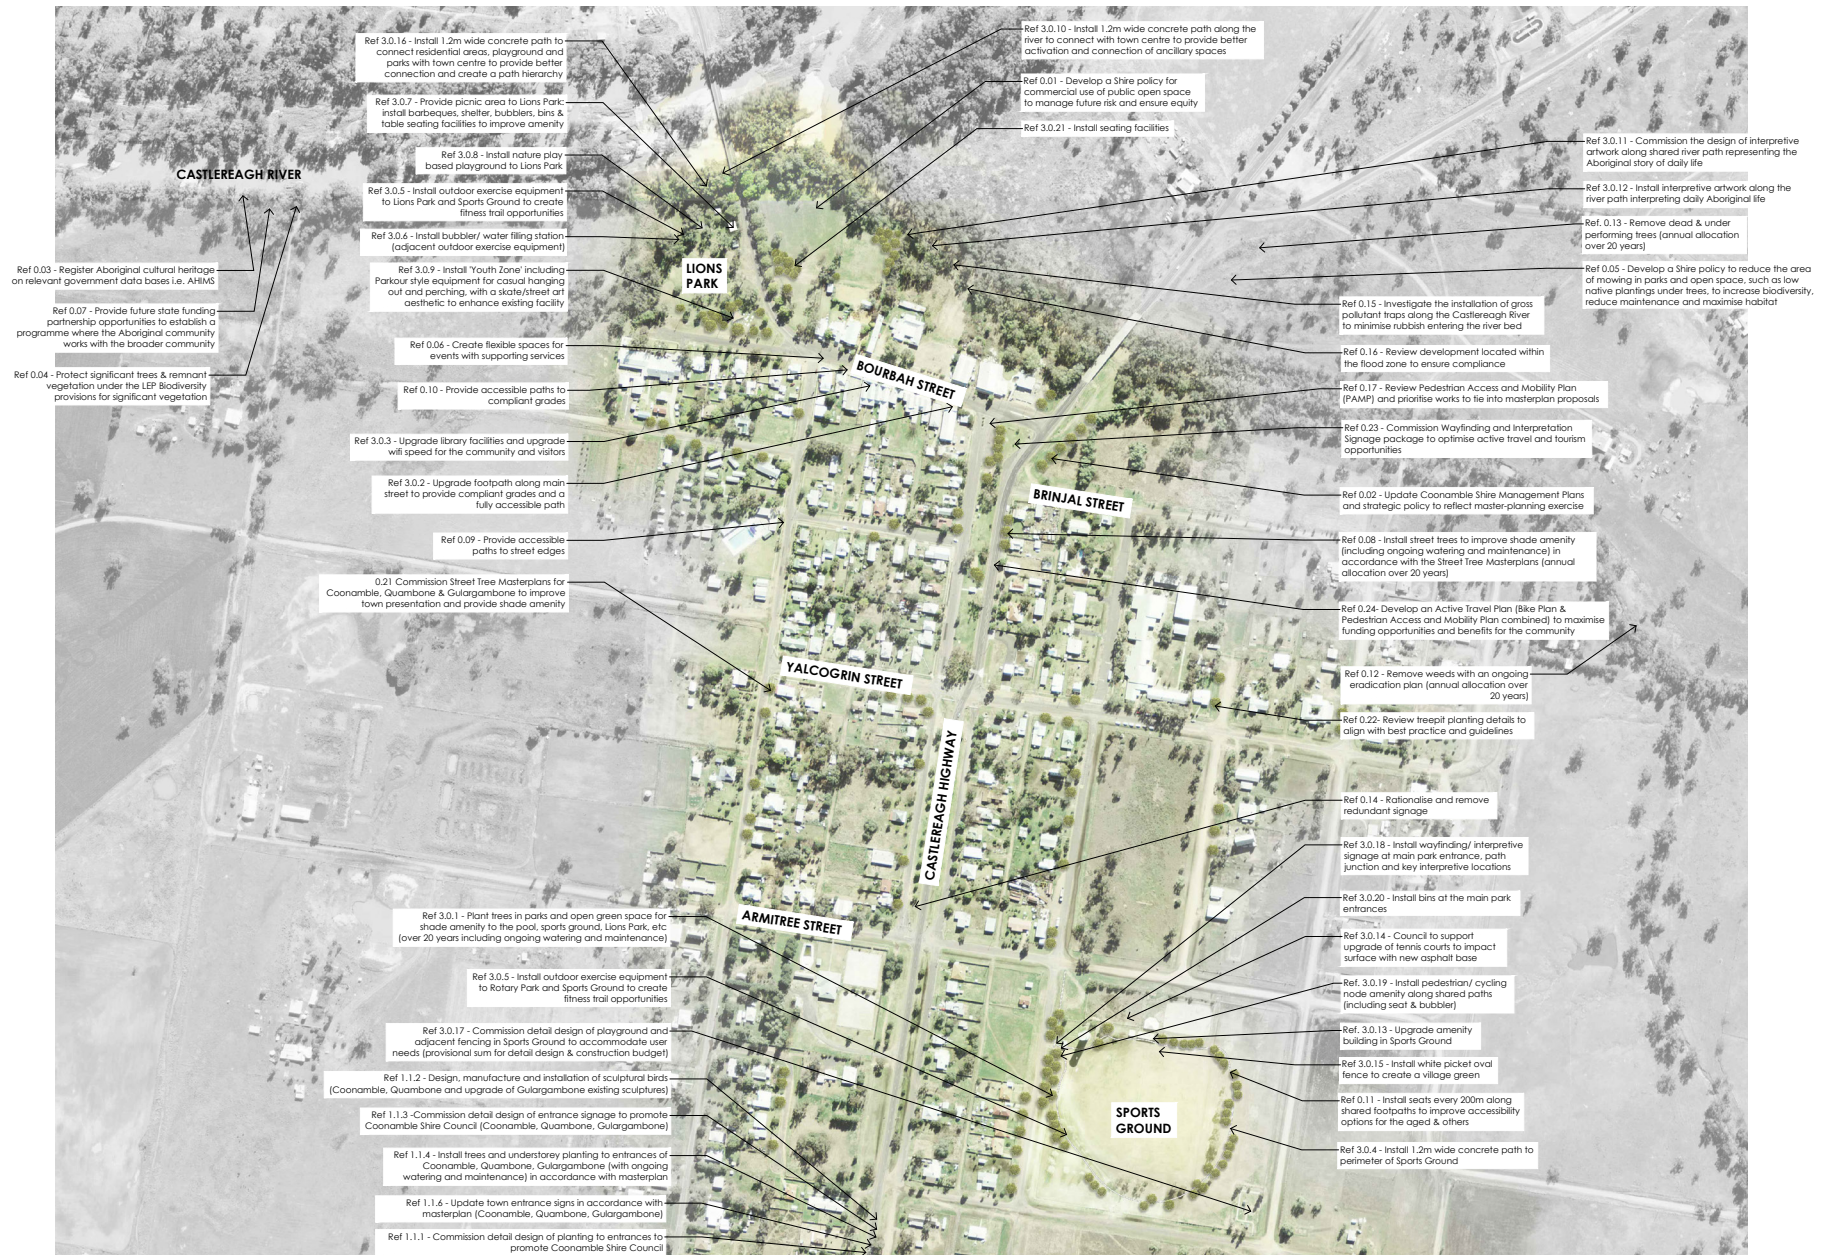 Ref 3.0.16 - Install 1.2m wide concrete path to
connect residential areas, playground and
parks with town centre to provide better
connection and create a path hierarchy
Ref 3.0.7 - Provide picnic area to Lions Park:
install barbeques, shelter, bubblers, bins &
table seating facilities to improve amenity
Ref 3.0.8 - Install nature play
based playground to Lions Park
CASTLEREAGH RIVER
Ref 3.0.5 - Install outdoor exercise equipment
to Lions Park and Sports Ground to create
fitness trail opportunities
Ref 3.0.6 - Install bubbler/ water filling station
(adjacent outdoor exercise equipment)
Ref 0.03 - Register Aboriginal cultural heritage
on relevant government data bases i.e. AHIMS
Ref 3.0.9 - Install 'Youth Zone' including
Parkour style equipment for casual hanging
out and perching, with a skate/street art
aesthetic to enhance existing facility
Ref 0.07 - Provide future state funding
partnership opportunities to establish a
programme where the Aboriginal community
works with the broader community
Ref 0.06 - Create flexible spaces for
events with supporting services
Ref 0.04 - Protect significant trees & remnant
vegetation under the LEP Biodiversity
provisions for significant vegetation
Ref 0.10 - Provide accessible paths to
compliant grades
Ref 3.0.3 - Upgrade library facilities and upgrade
wifi speed for the community and visitors
Ref 3.0.2 - Upgrade footpath along main
street to provide compliant grades and a
fully accessible path
Ref 0.09 - Provide accessible
paths to street edges
0.21 Commission Street Tree Masterplans for
Coonamble, Quambone & Gulargambone to improve
town presentation and provide shade amenity
Ref 3.0.1 - Plant trees in parks and open green space for
shade amenity to the pool, sports ground, Lions Park, etc
(over 20 years including ongoing watering and maintenance)
Ref 3.0.5 - Install outdoor exercise equipment
to Rotary Park and Sports Ground to create
fitness trail opportunities
Ref 3.0.17 - Commission detail design of playground and
adjacent fencing in Sports Ground to accommodate user
needs (provisional sum for detail design & construction budget)
Ref 1.1.2 - Design, manufacture and installation of sculptural birds
(Coonamble, Quambone and upgrade of Gulargambone existing sculptures)
Ref 1.1.3 -Commission detail design of entrance signage to promote
Coonamble Shire Council (Coonamble, Quambone, Gulargambone)
Ref 1.1.4 - Install trees and understorey planting to entrances of
Coonamble, Quambone, Gulargambone (with ongoing
watering and maintenance) in accordance with masterplan
Ref 1.1.6 - Update town entrance signs in accordance with
masterplan (Coonamble, Quambone, Gulargambone)
Ref 1.1.1 - Commission detail design of planting to entrances to
promote Coonamble Shire Council
LIONS
PARK
BOURBAH STREET
BRINJAL STREET
YALCOGRIN STREET
CASTLEREAGH HIGHWAY
ARMITREE STREET
SPORTS
GROUND
Ref 3.0.10 - Install 1.2m wide concrete path along the
river to connect with town centre to provide better
activation and connection of ancillary spaces
Ref 0.01 - Develop a Shire policy for
commercial use of public open space
to manage future risk and ensure equity
Ref 3.0.21 - Install seating facilities
Ref 3.0.11 - Commission the design of interpretive
artwork along shared river path representing the
Aboriginal story of daily life
Ref 3.0.12 - Install interpretive artwork along the
river path interpreting daily Aboriginal life
Ref. 0.13 - Remove dead & under
performing trees (annual allocation
over 20 years)
Ref 0.05 - Develop a Shire policy to reduce the area
of mowing in parks and open space, such as low
native plantings under trees, to increase biodiversity,
reduce maintenance and maximise habitat
Ref 0.15 - Investigate the installation of gross
pollutant traps along the Castlereagh River
to minimise rubbish entering the river bed
Ref 0.16 - Review development located within
the flood zone to ensure compliance
Ref 0.17 - Review Pedestrian Access and Mobility Plan
(PAMP) and prioritise works to tie into masterplan proposals
Ref 0.23 - Commission Wayfinding and Interpretation
Signage package to optimise active travel and tourism
opportunities
Ref 0.02 - Update Coonamble Shire Management Plans
and strategic policy to reflect master-planning exercise
Ref 0.08 - Install street trees to improve shade amenity
(including ongoing watering and maintenance) in
accordance with the Street Tree Masterplans (annual
allocation over 20 years)
Ref 0.24- Develop an Active Travel Plan (Bike Plan &
Pedestrian Access and Mobility Plan combined) to maximise
funding opportunities and benefits for the community
Ref 0.12 - Remove weeds with an ongoing
eradication plan (annual allocation over
20 years)
Ref 0.22- Review treepit planting details to
align with best practice and guidelines
Ref 0.14 - Rationalise and remove
redundant signage
Ref 3.0.18 - Install wayfinding/ interpretive
signage at main park entrance, path
junction and key interpretive locations
Ref 3.0.20 - Install bins at the main park
entrances
Ref 3.0.14 - Council to support
upgrade of tennis courts to impact
surface with new asphalt base
Ref. 3.0.19 - Install pedestrian/ cycling
node amenity along shared paths
(including seat & bubbler)
Ref. 3.0.13 - Upgrade amenity
building in Sports Ground
Ref 3.0.15 - Install white picket oval
fence to create a village green
Ref 0.11 - Install seats every 200m along
shared footpaths to improve accessibility
options for the aged & others
Ref 3.0.4 - Install 1.2m wide concrete path to
perimeter of Sports Ground